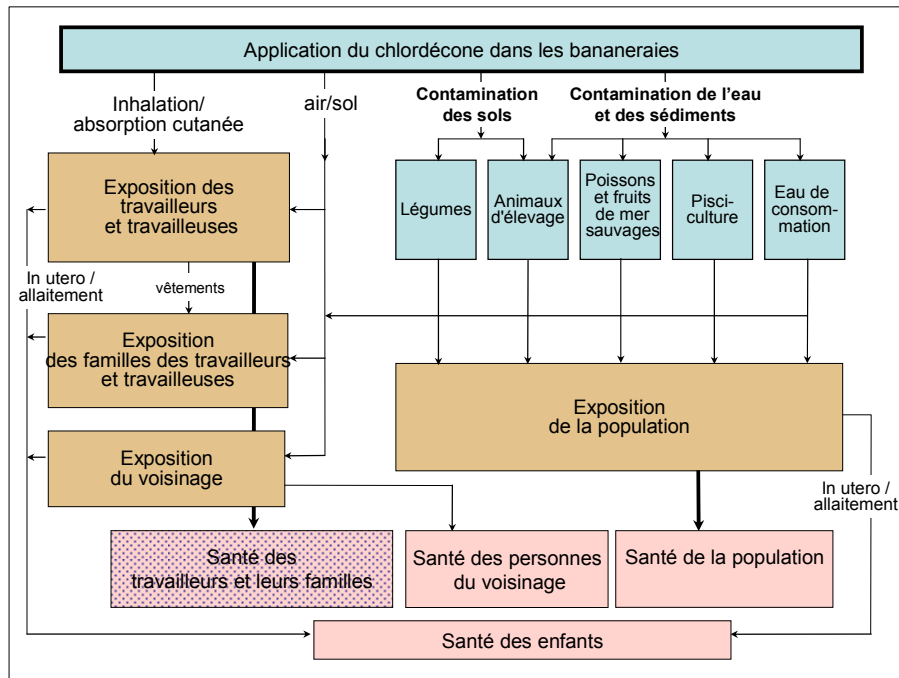 Application du chlordécone dans les bananeraies
Inhalation/
absorption cutanée
air/sol
Contamination
des sols
Contamination de l'eau
et des sédiments
Exposition des
travailleurs
et travailleuses
Légumes
Animaux
d'élevage
Poissons
et fruits
de mer
sauvages
Pisci-
culture
Eau de
consom-
mation
In utero /
allaitement
vêtements
Exposition
des familles des travailleurs
et travailleuses
Exposition
de la population
Exposition
du voisinage
In utero /
allaitement
Santé des
travailleurs et leurs familles
Santé des personnes
du voisinage
Santé de la population
Santé des enfants